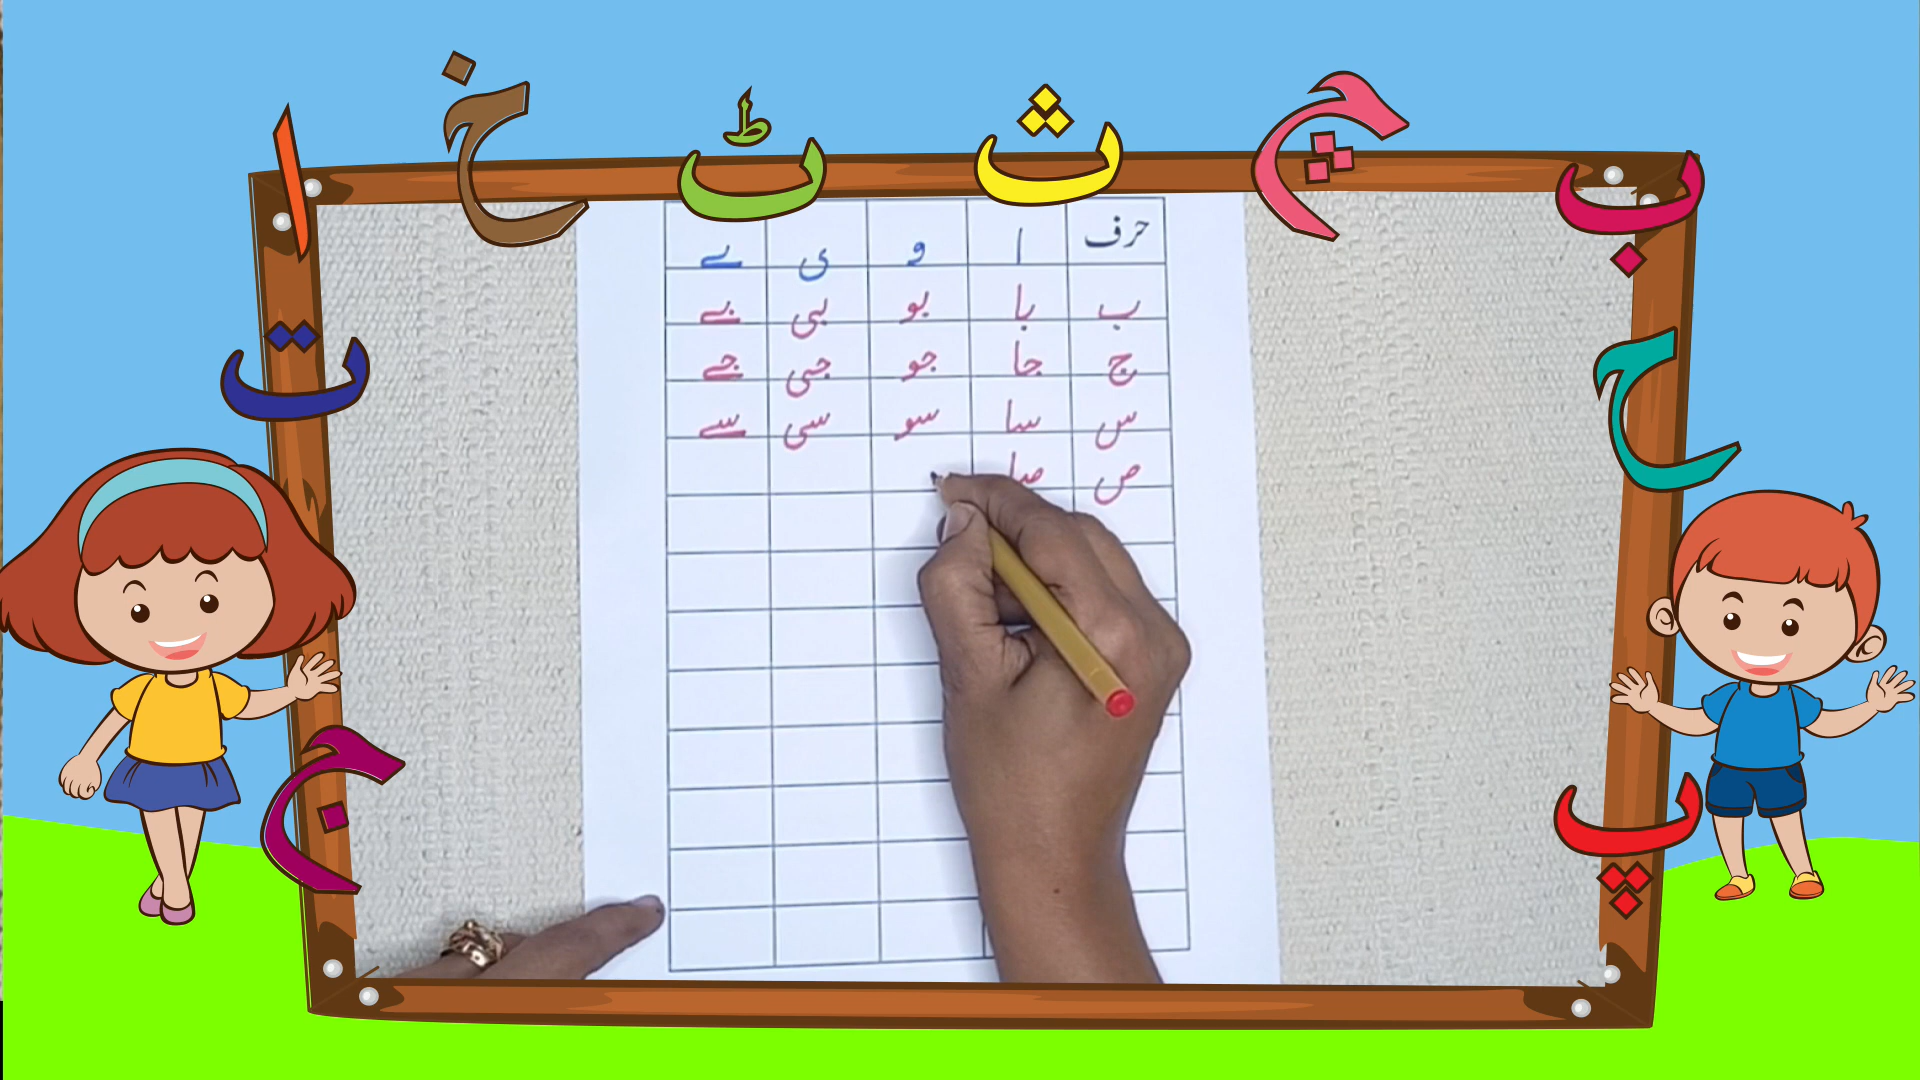 ا خ ٹ ث چ ب
ت ح
ج پ
حرف ا و ی ے
ب با بو بی بے
ج جا جو جی جے
س سا سو سی سے
ص صا